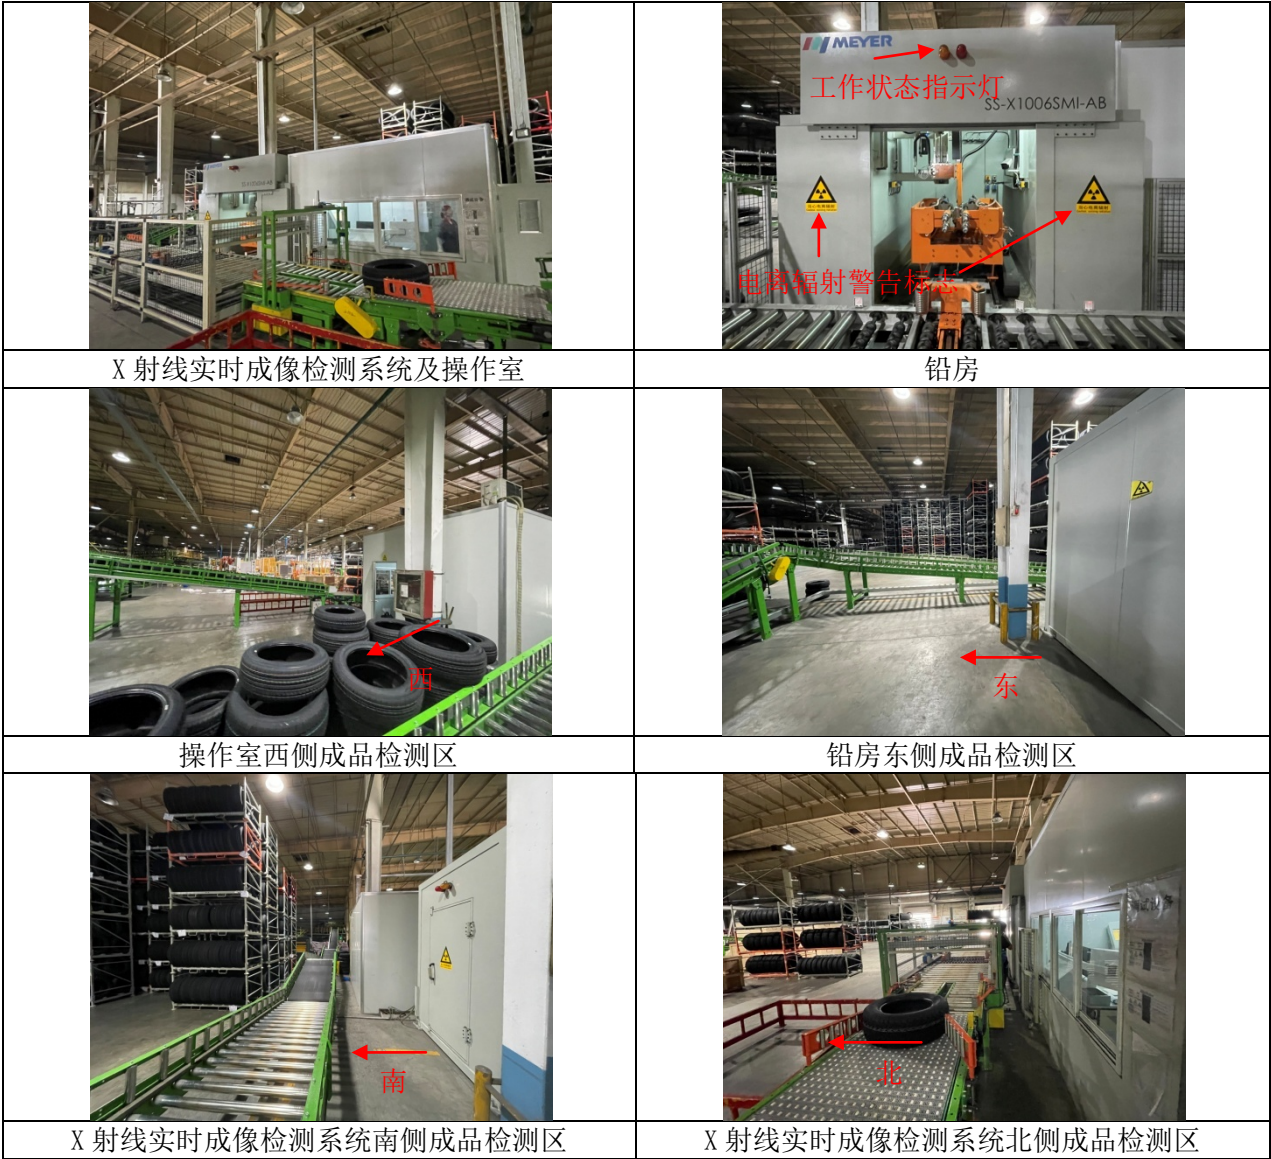 MEYER
工作状态指示灯
SS-X1006SMI-AB
电离辐射警告标志
X 射线实时成像检测系统及操作室
铅房
西
东
操作室西侧成品检测区
铅房东侧成品检测区
南
北
X 射线实时成像检测系统南侧成品检测区
X 射线实时成像检测系统北侧成品检测区